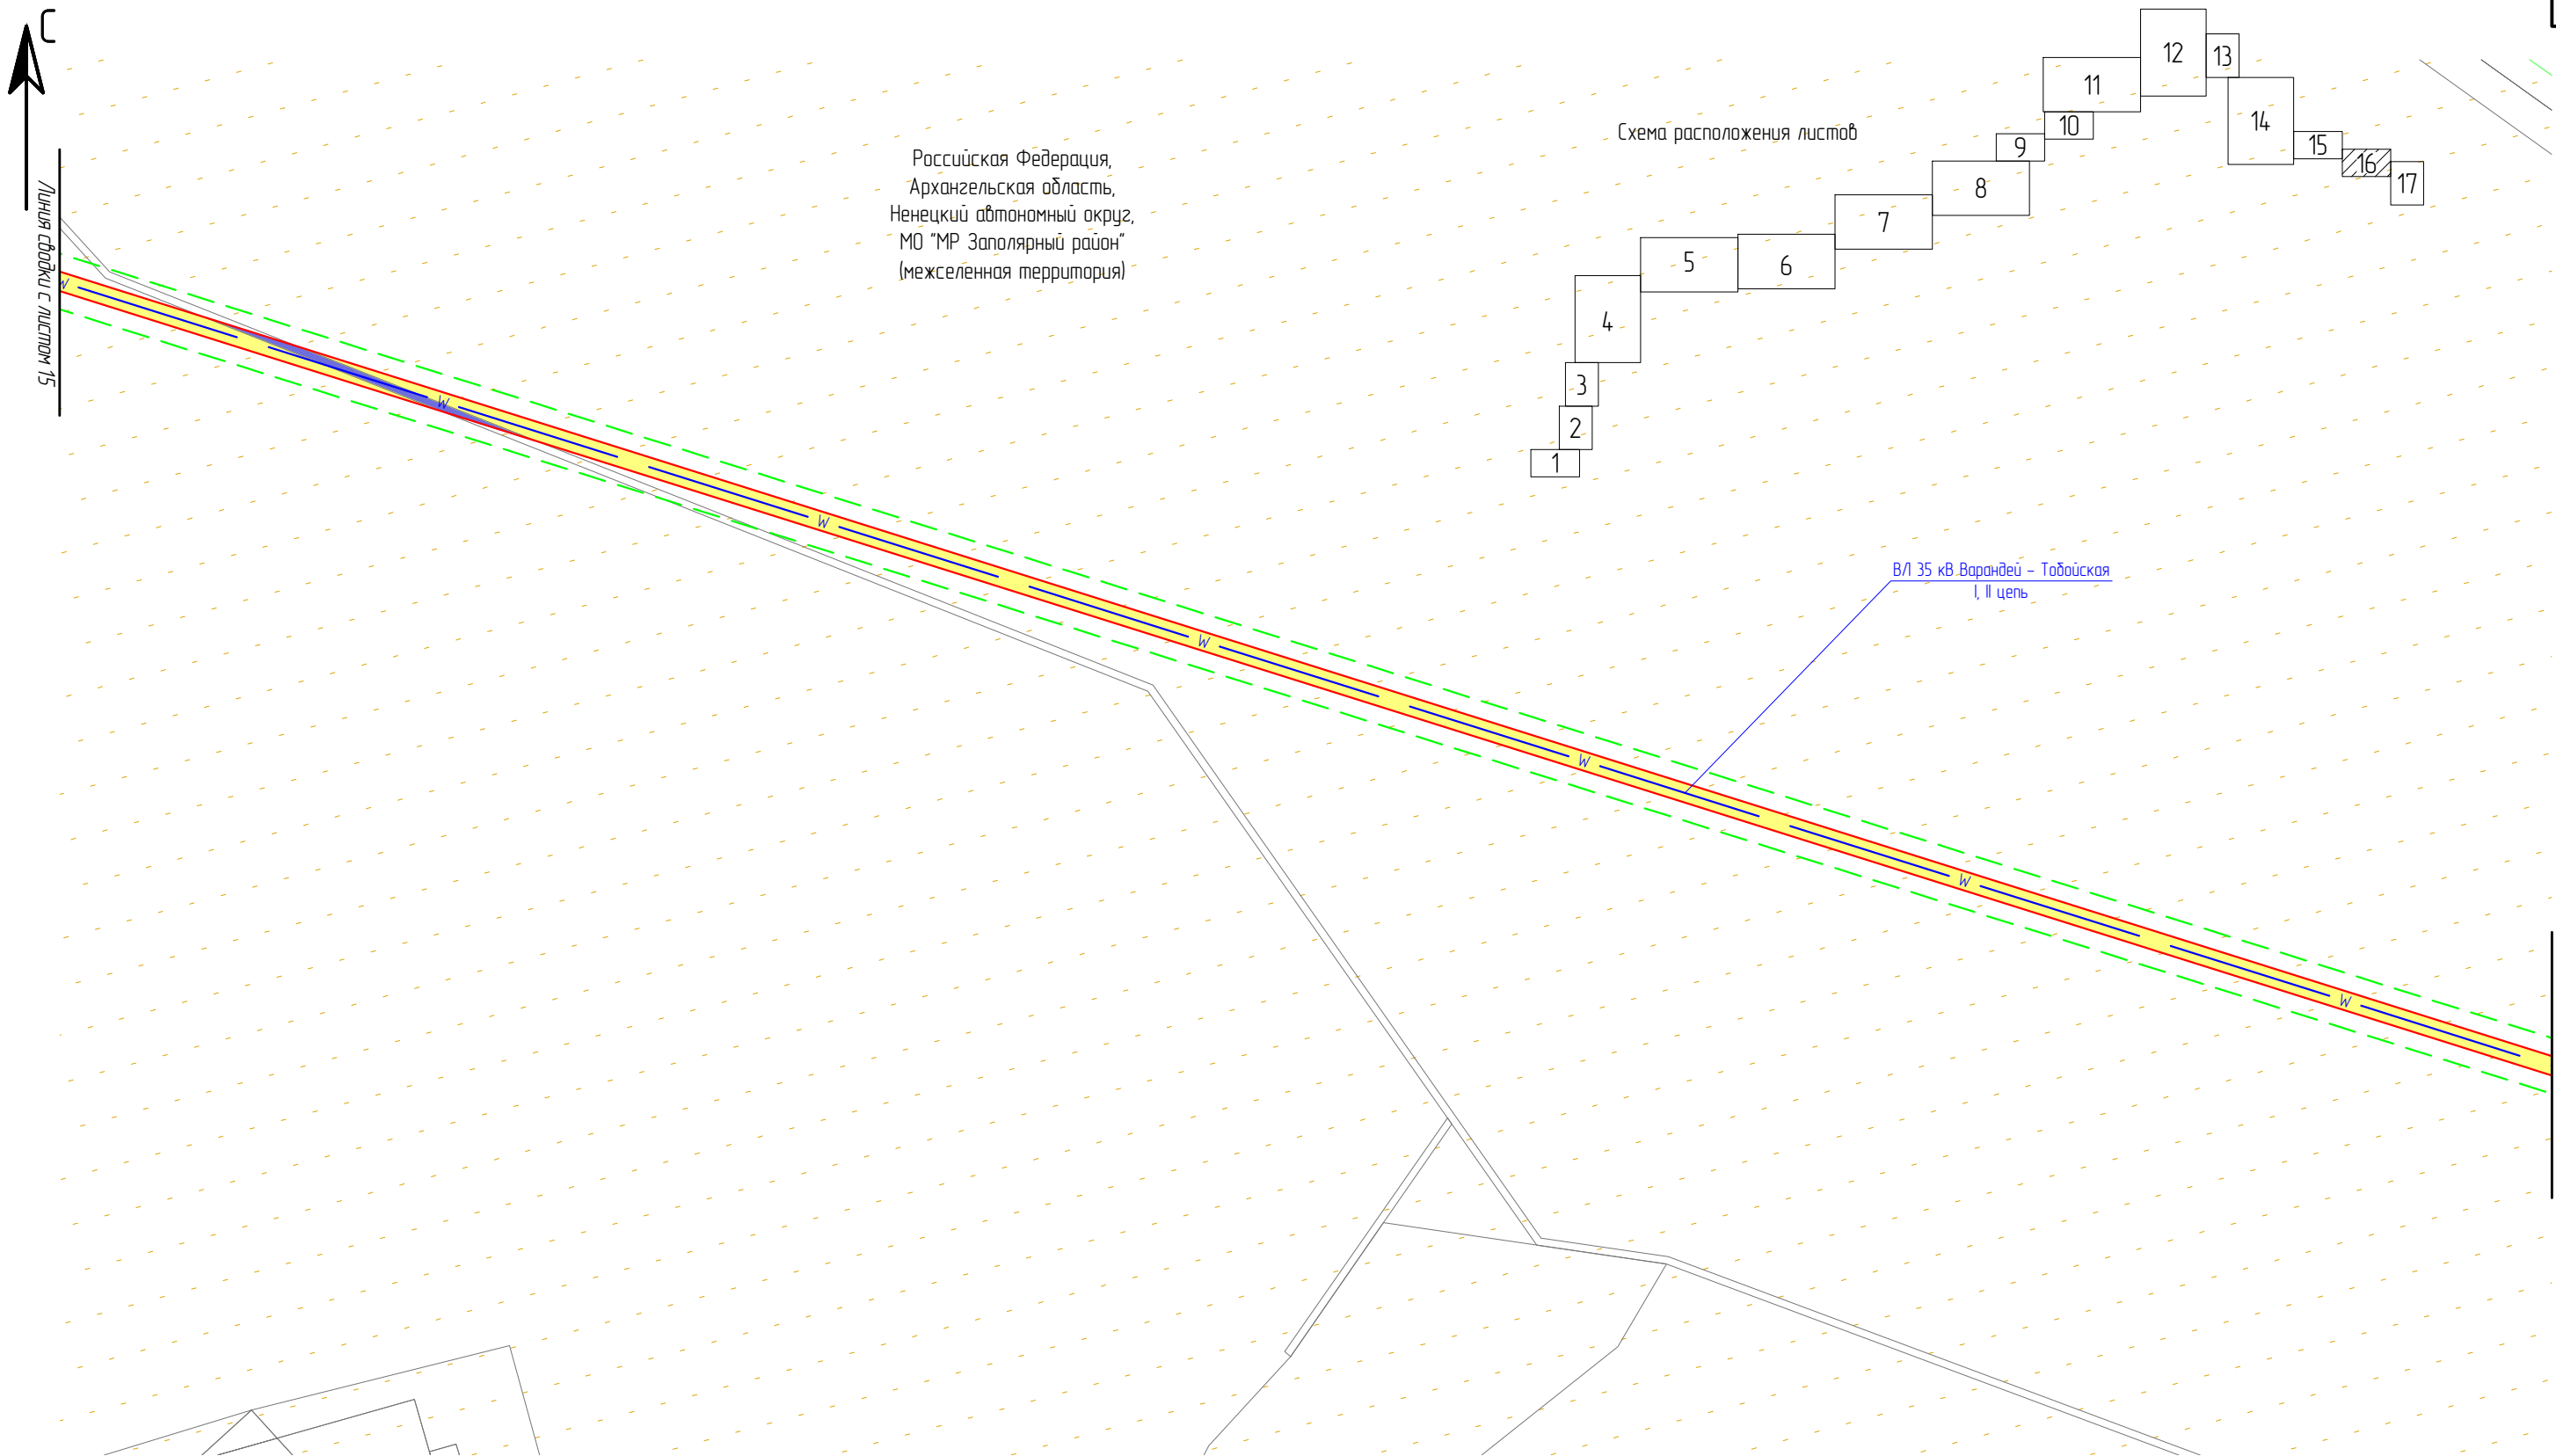 С
Линия сводки с листом 15
Российская Федерация,
Архангельская область,
Ненецкий автономный округ,
МО "МР Заполярный район"
(межселенная территория)
Схема расположения листов
1
2
3
4
5
6
7
8
9
10
11
12
13
14
15
16
17
ВЛ 35 кВ Варандей - Тобойская
I, II цепь
W
W
W
W
W
W
W